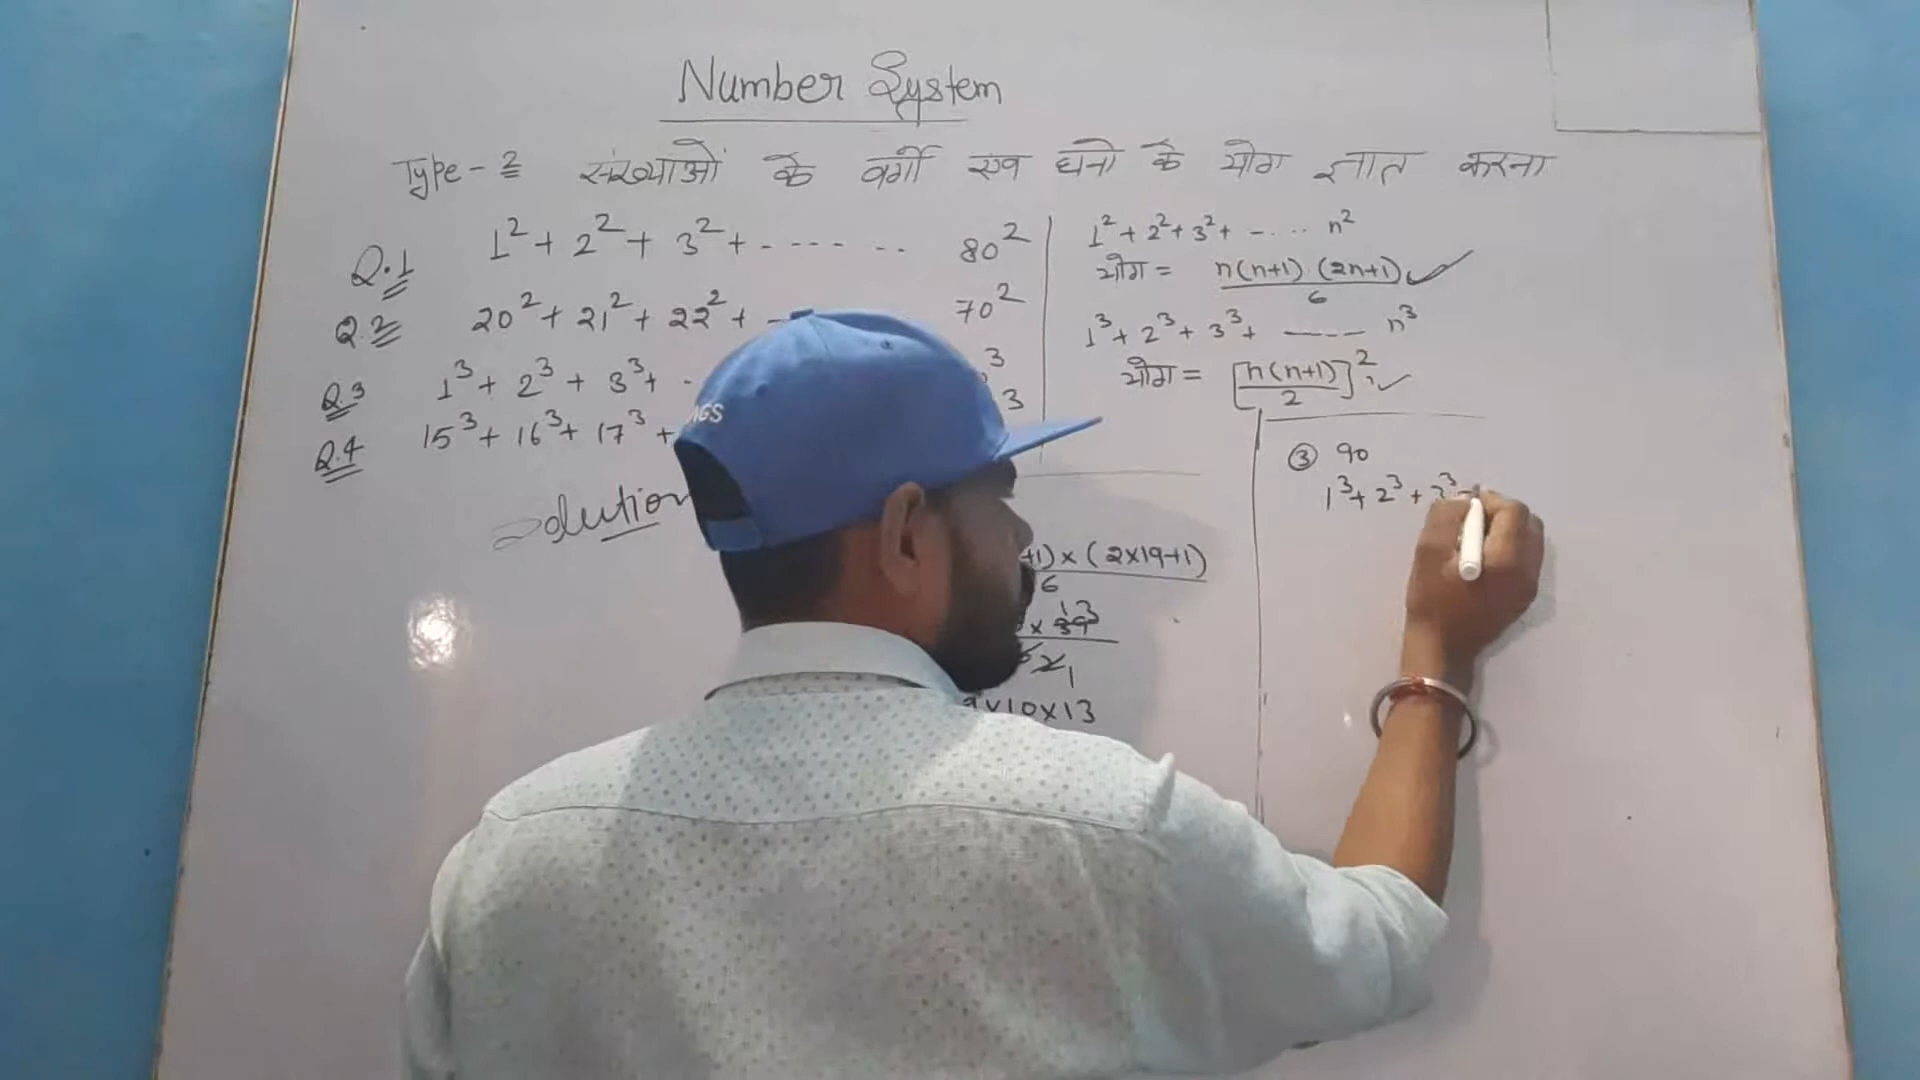 Number System
Type - 2 संख्याओं के वर्गो एव घनो के योग ज्ञात करना
Q.1 1² + 2² + 3² + - - - - - - - 80²
Q.2 20² + 21² + 22² + - 70²
Q.3 1³ + 2³ + 3³ + - ³
Q.4 15³ + 16³ + 17³ + 3
Solution
1² + 2² + 3² + - - - - n²
योग = n(n+1) . (2n+1) / 6
1³ + 2³ + 3³ + - - - n³
योग = [n(n+1) / 2]²
+1) × (2×19+1)
6
× 39 13
2 1
×10×13
③ 90
1³ + 2³ + 3³
NGS